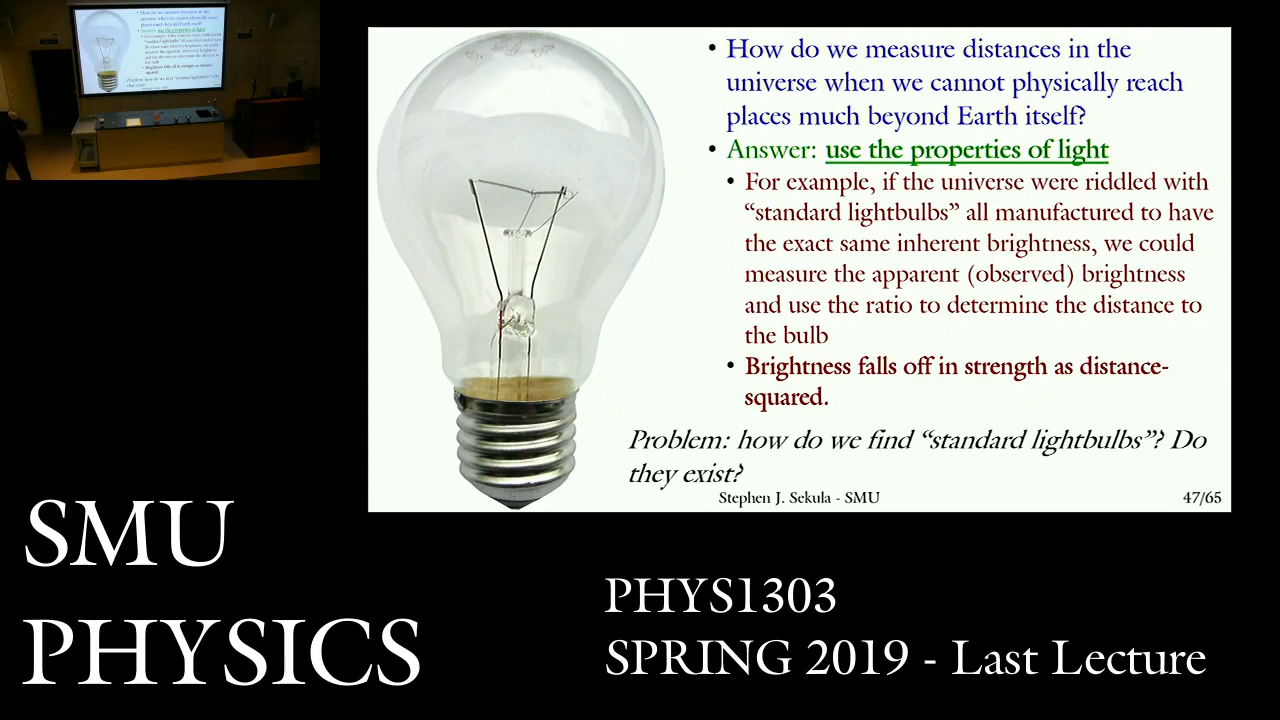 How do we measure distances in the
universe when we cannot physically reach
places much beyond Earth itself?
Answer: use the properties of light
For example, if the universe were riddled with
“standard lightbulbs” all manufactured to have
the exact same inherent brightness, we could
measure the apparent (observed) brightness
and use the ratio to determine the distance to
the bulb
Brightness falls off in strength as distance-
squared.
Problem: how do we find “standard lightbulbs”? Do
they exist?
Stephen J. Sekula - SMU
47/65
SMU
PHYSICS
PHYS1303
SPRING 2019 - Last Lecture